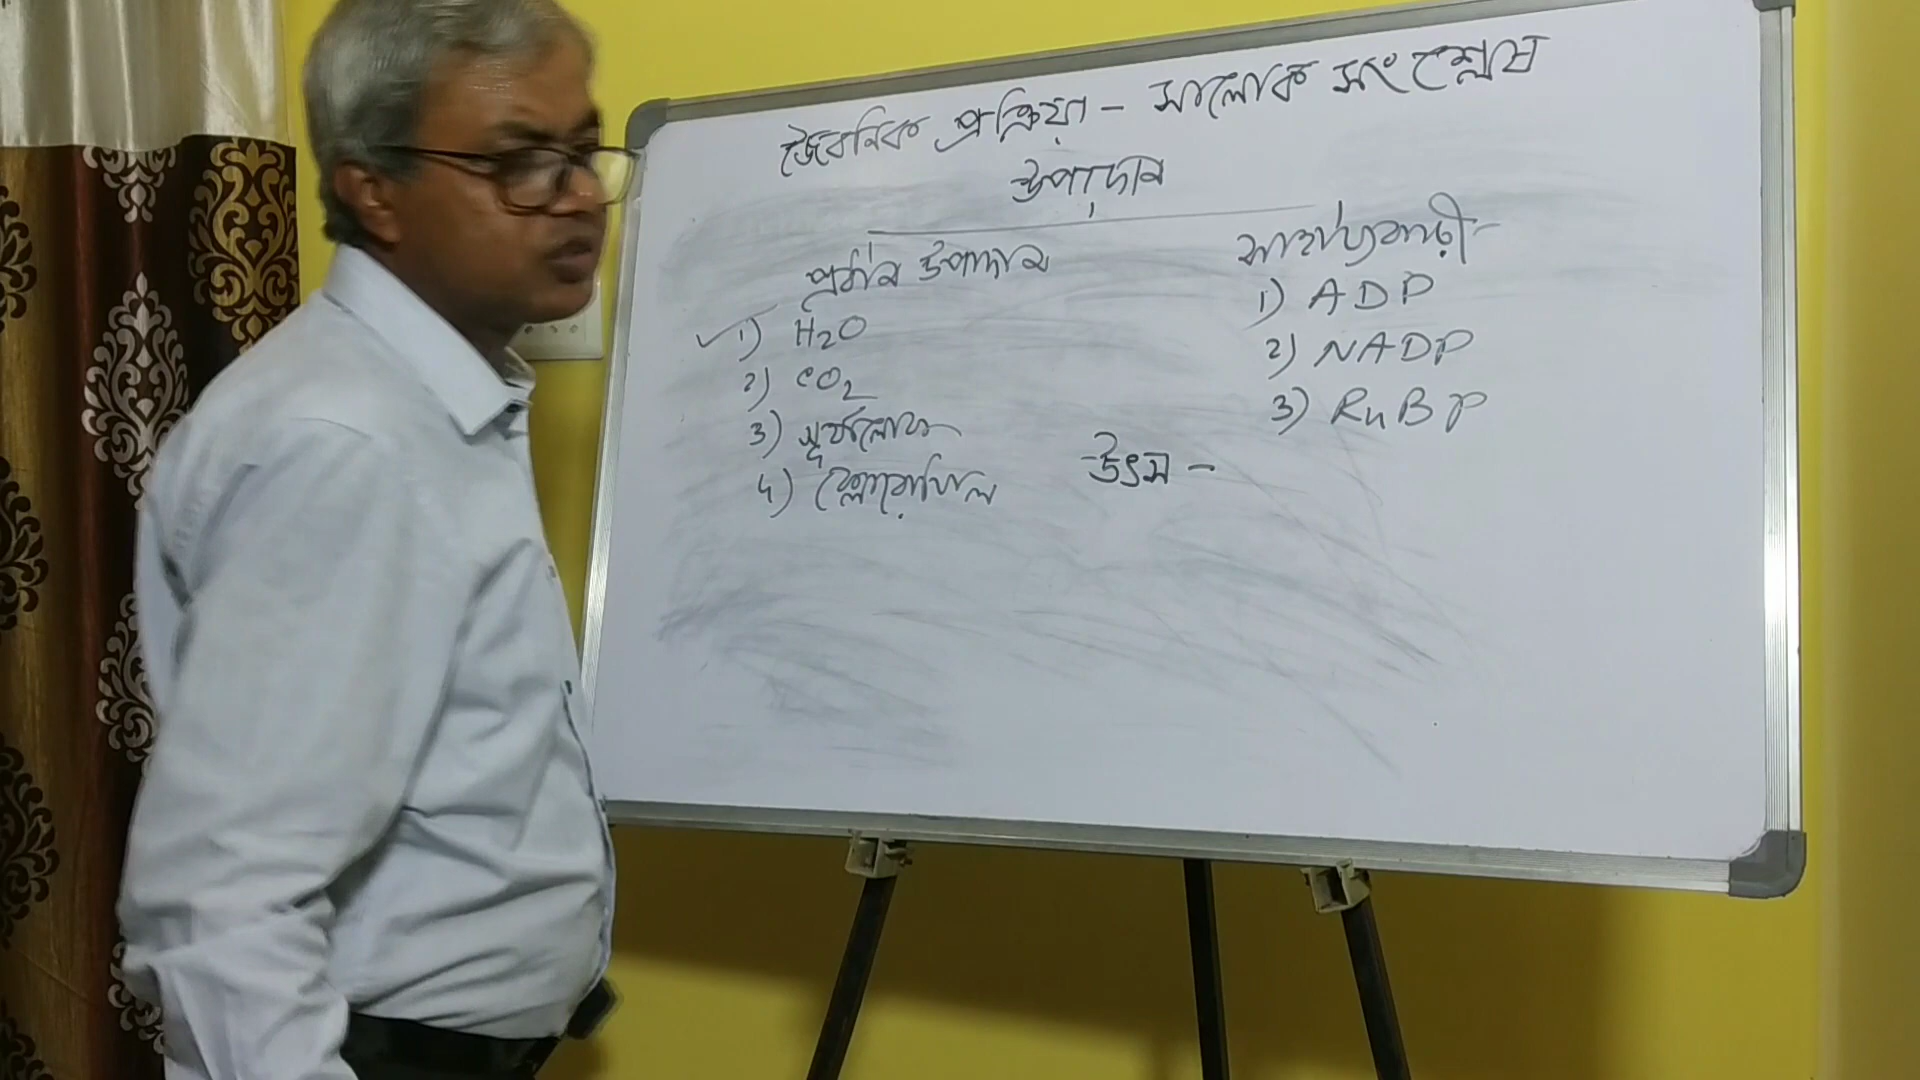 জৈবনিক প্রক্রিয়া - সালোক সংশ্লেষ
উপাদান
প্রধান উপাদান
1) H2O
2) CO2
3) সূর্যালোক
4) ক্লোরোফিল
সাহায্যকারী -
1) ADP
2) NADP
3) RuBP
উৎস -